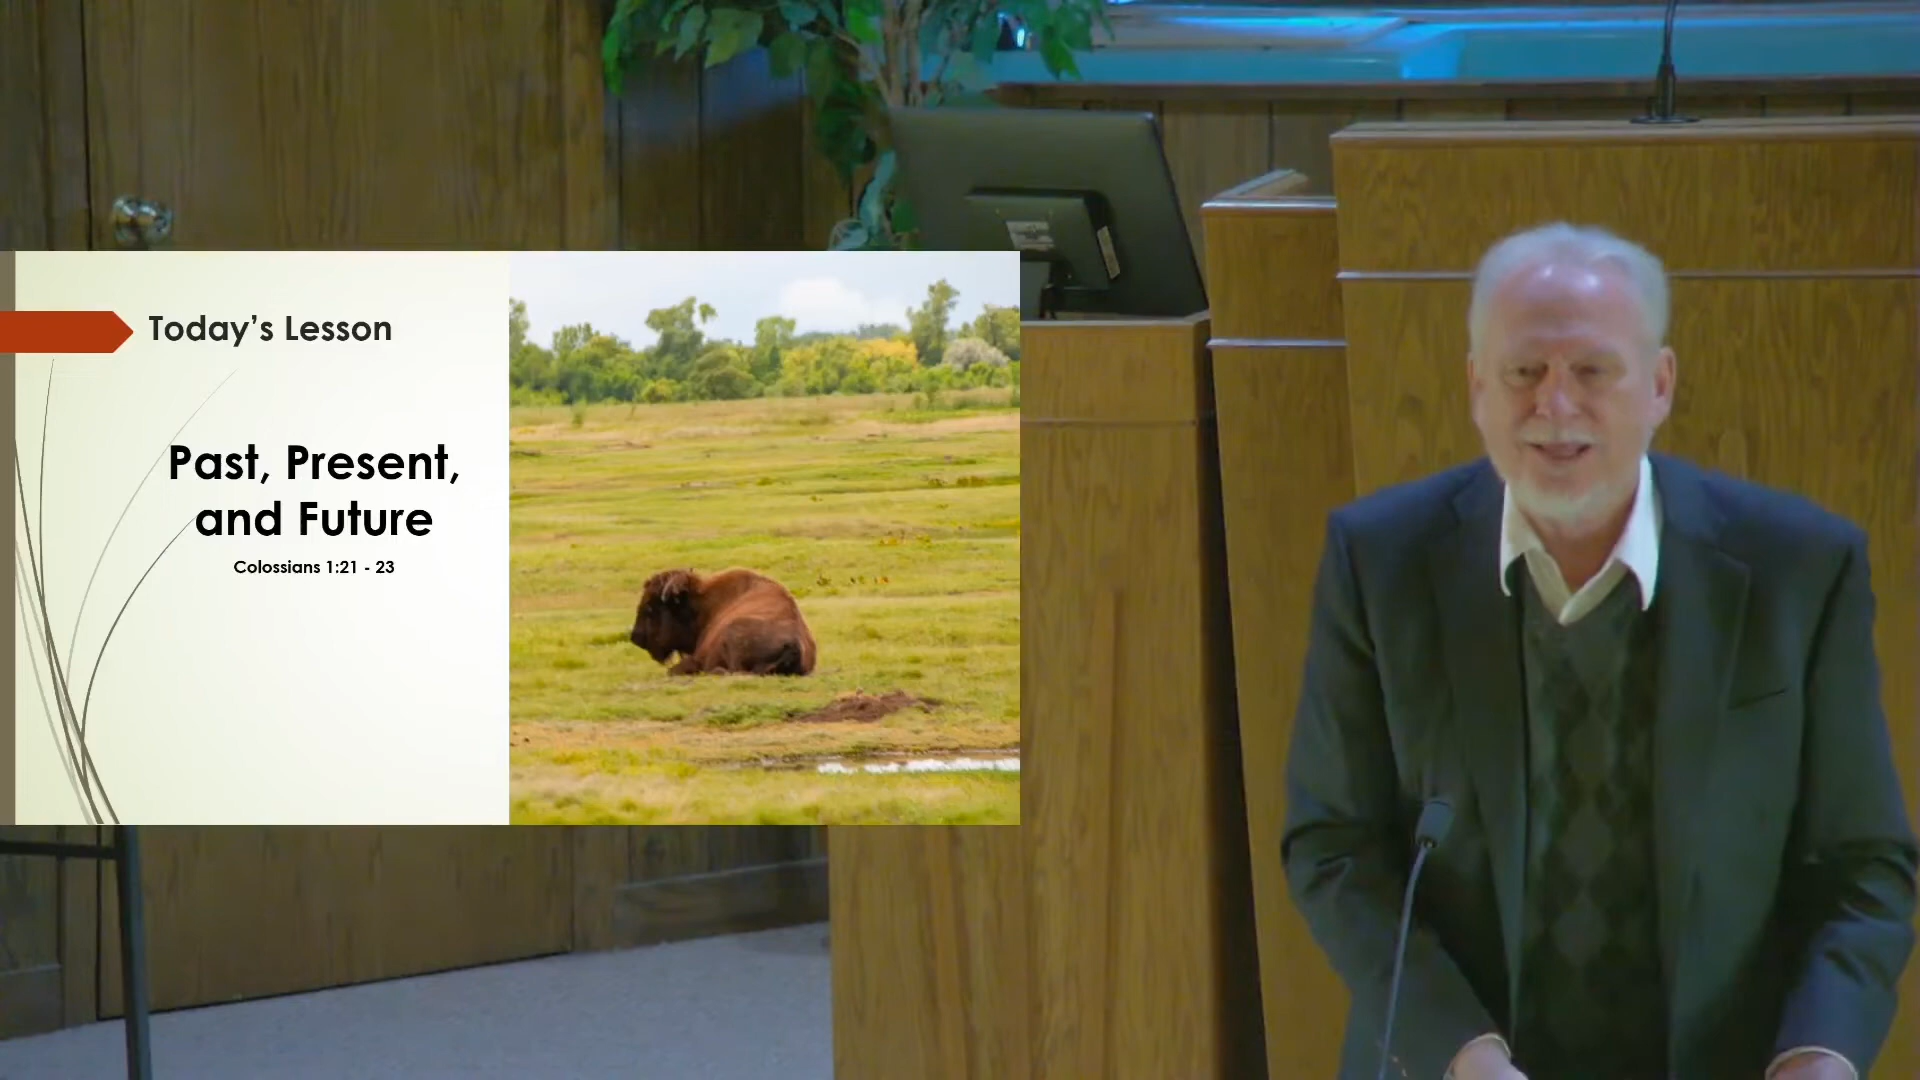 Today's Lesson
Past, Present,
and Future
Colossians 1:21 - 23